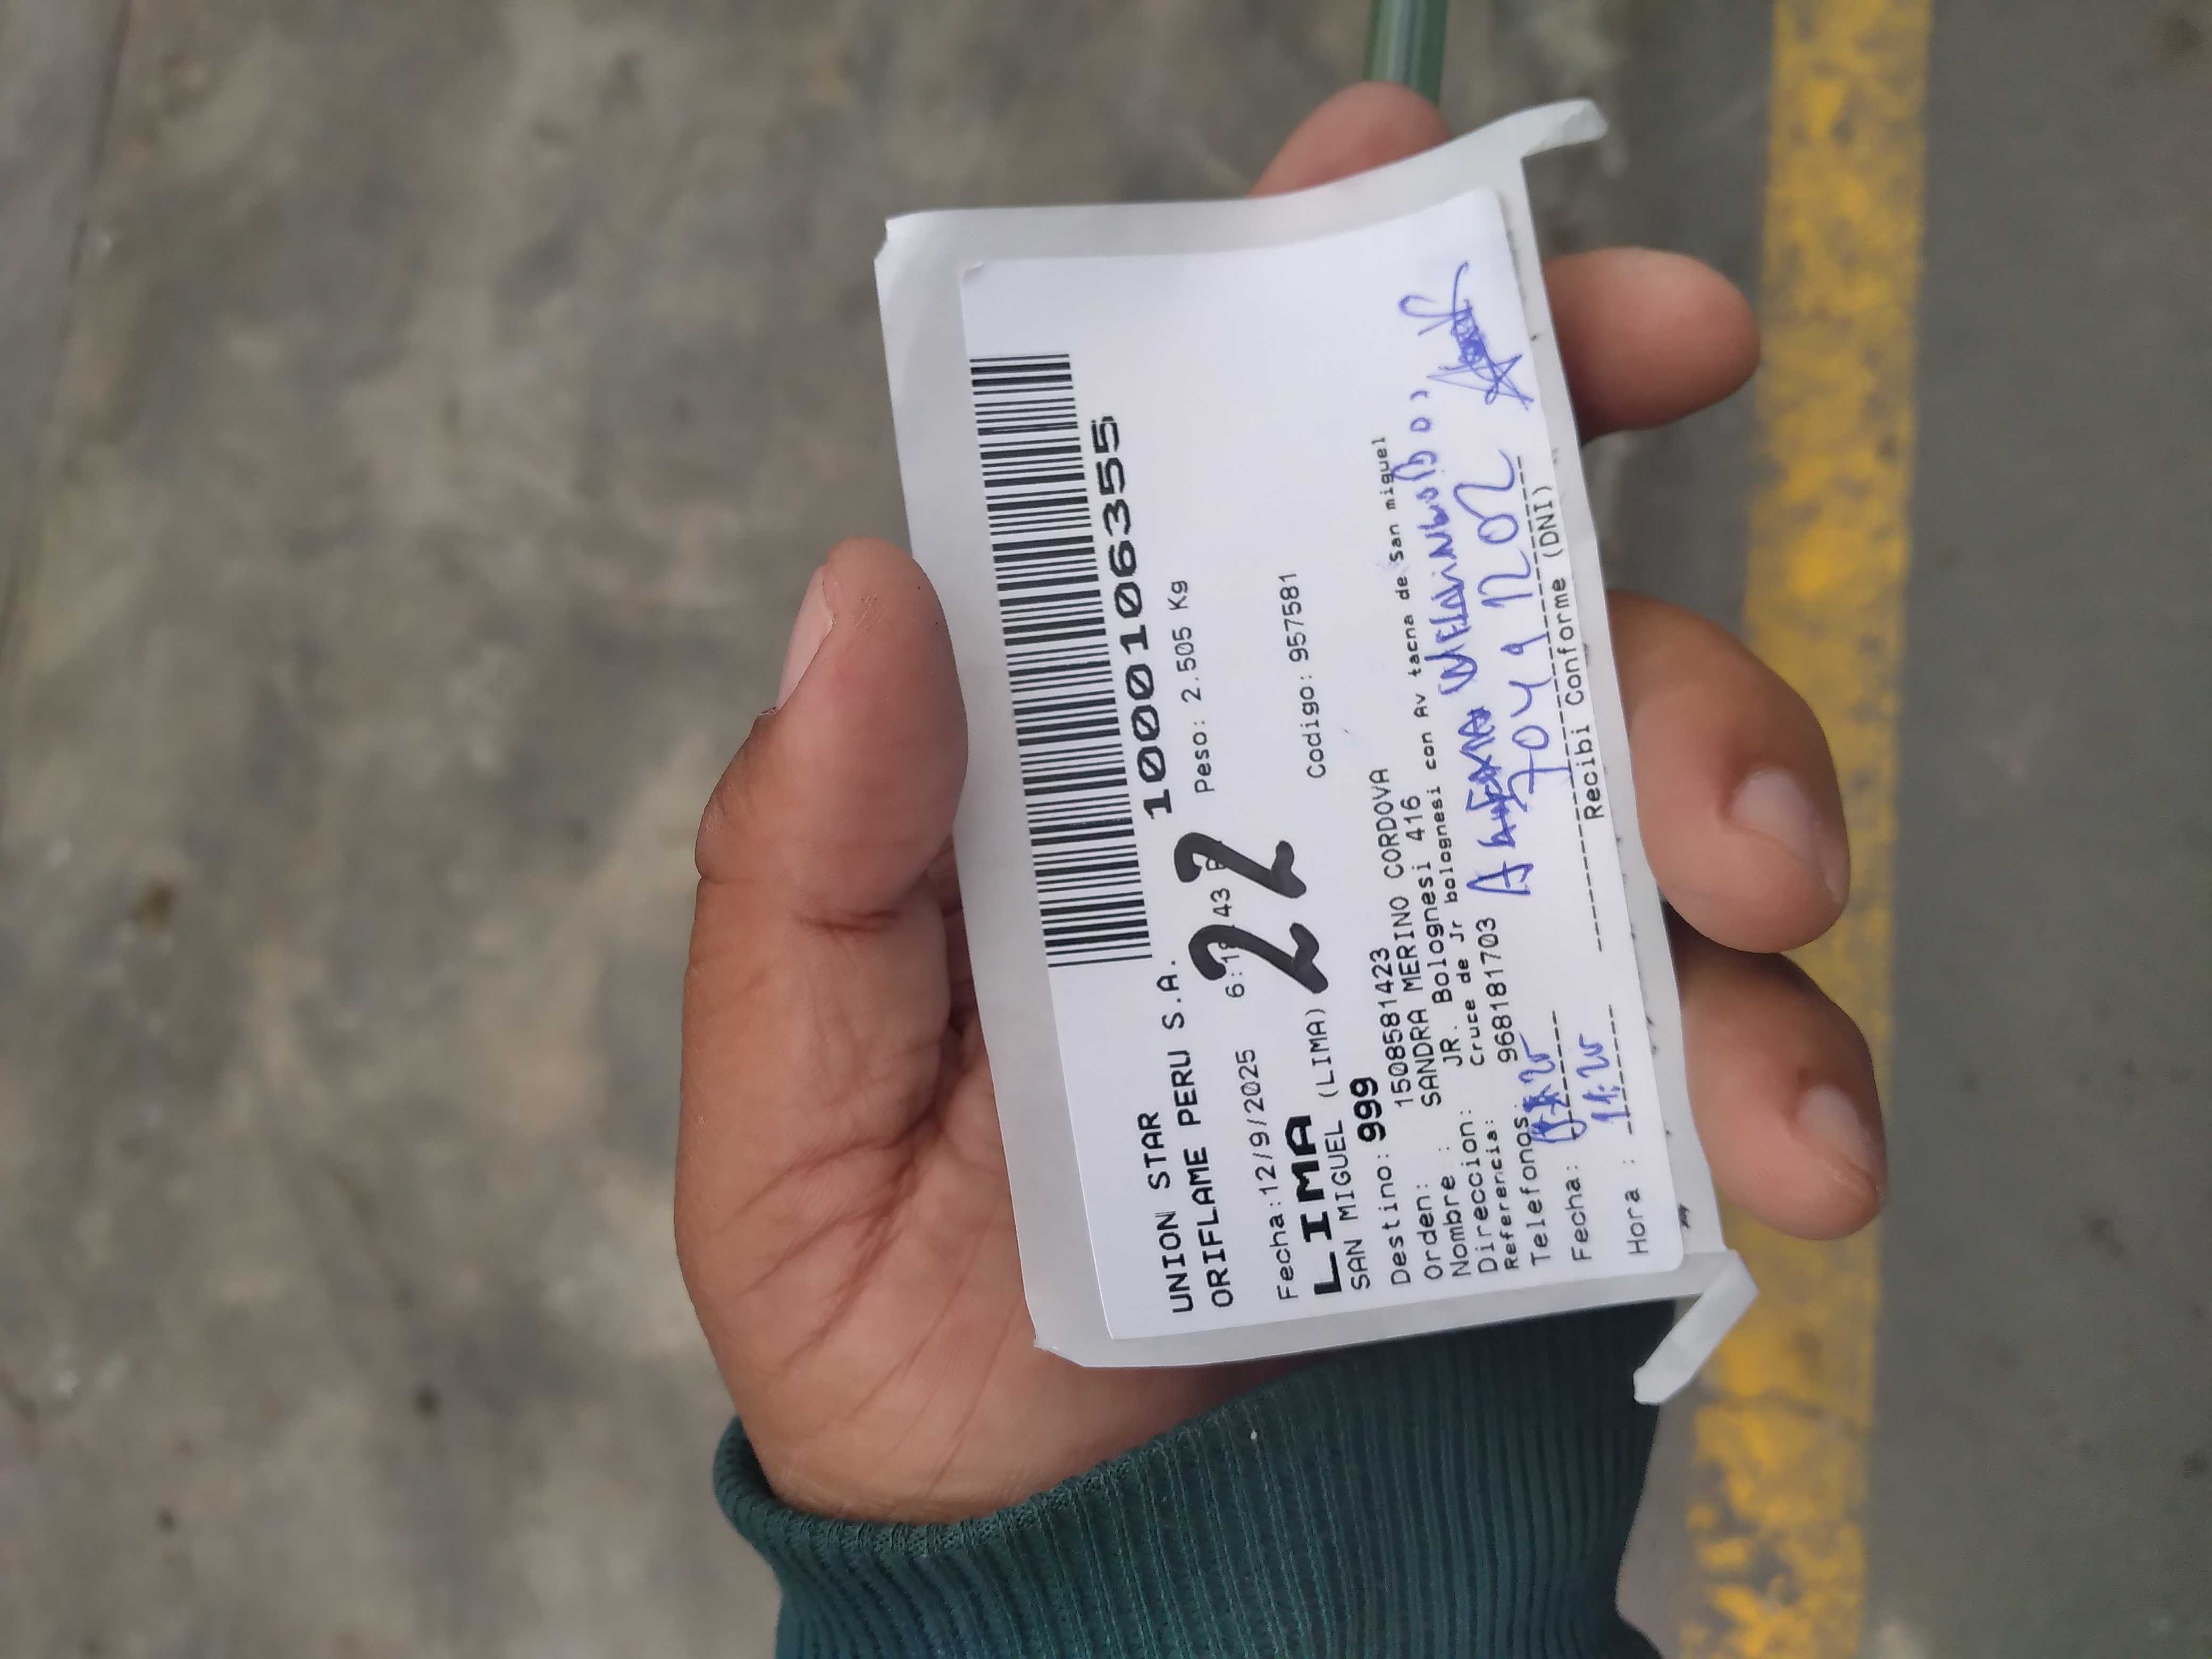 1000106355
UNION STAR
ORIFLAME PERU S.A.
Peso: 2.505 Kg
Fecha:12/9/2025
22
LIMA
SAN MIGUEL (LIMA)
Codigo: 957581
Destino: 999
Orden: 15085581423
Nombre : SANDRA MERINO CORDOVA
Direccion: JR. Bolognesi 416
Referencia: Cruce de Jr bolognesi con Av tacna de San miguel
Telefonos: 968181703
Fecha:
Hora :
Recibi Conforme (DNI)